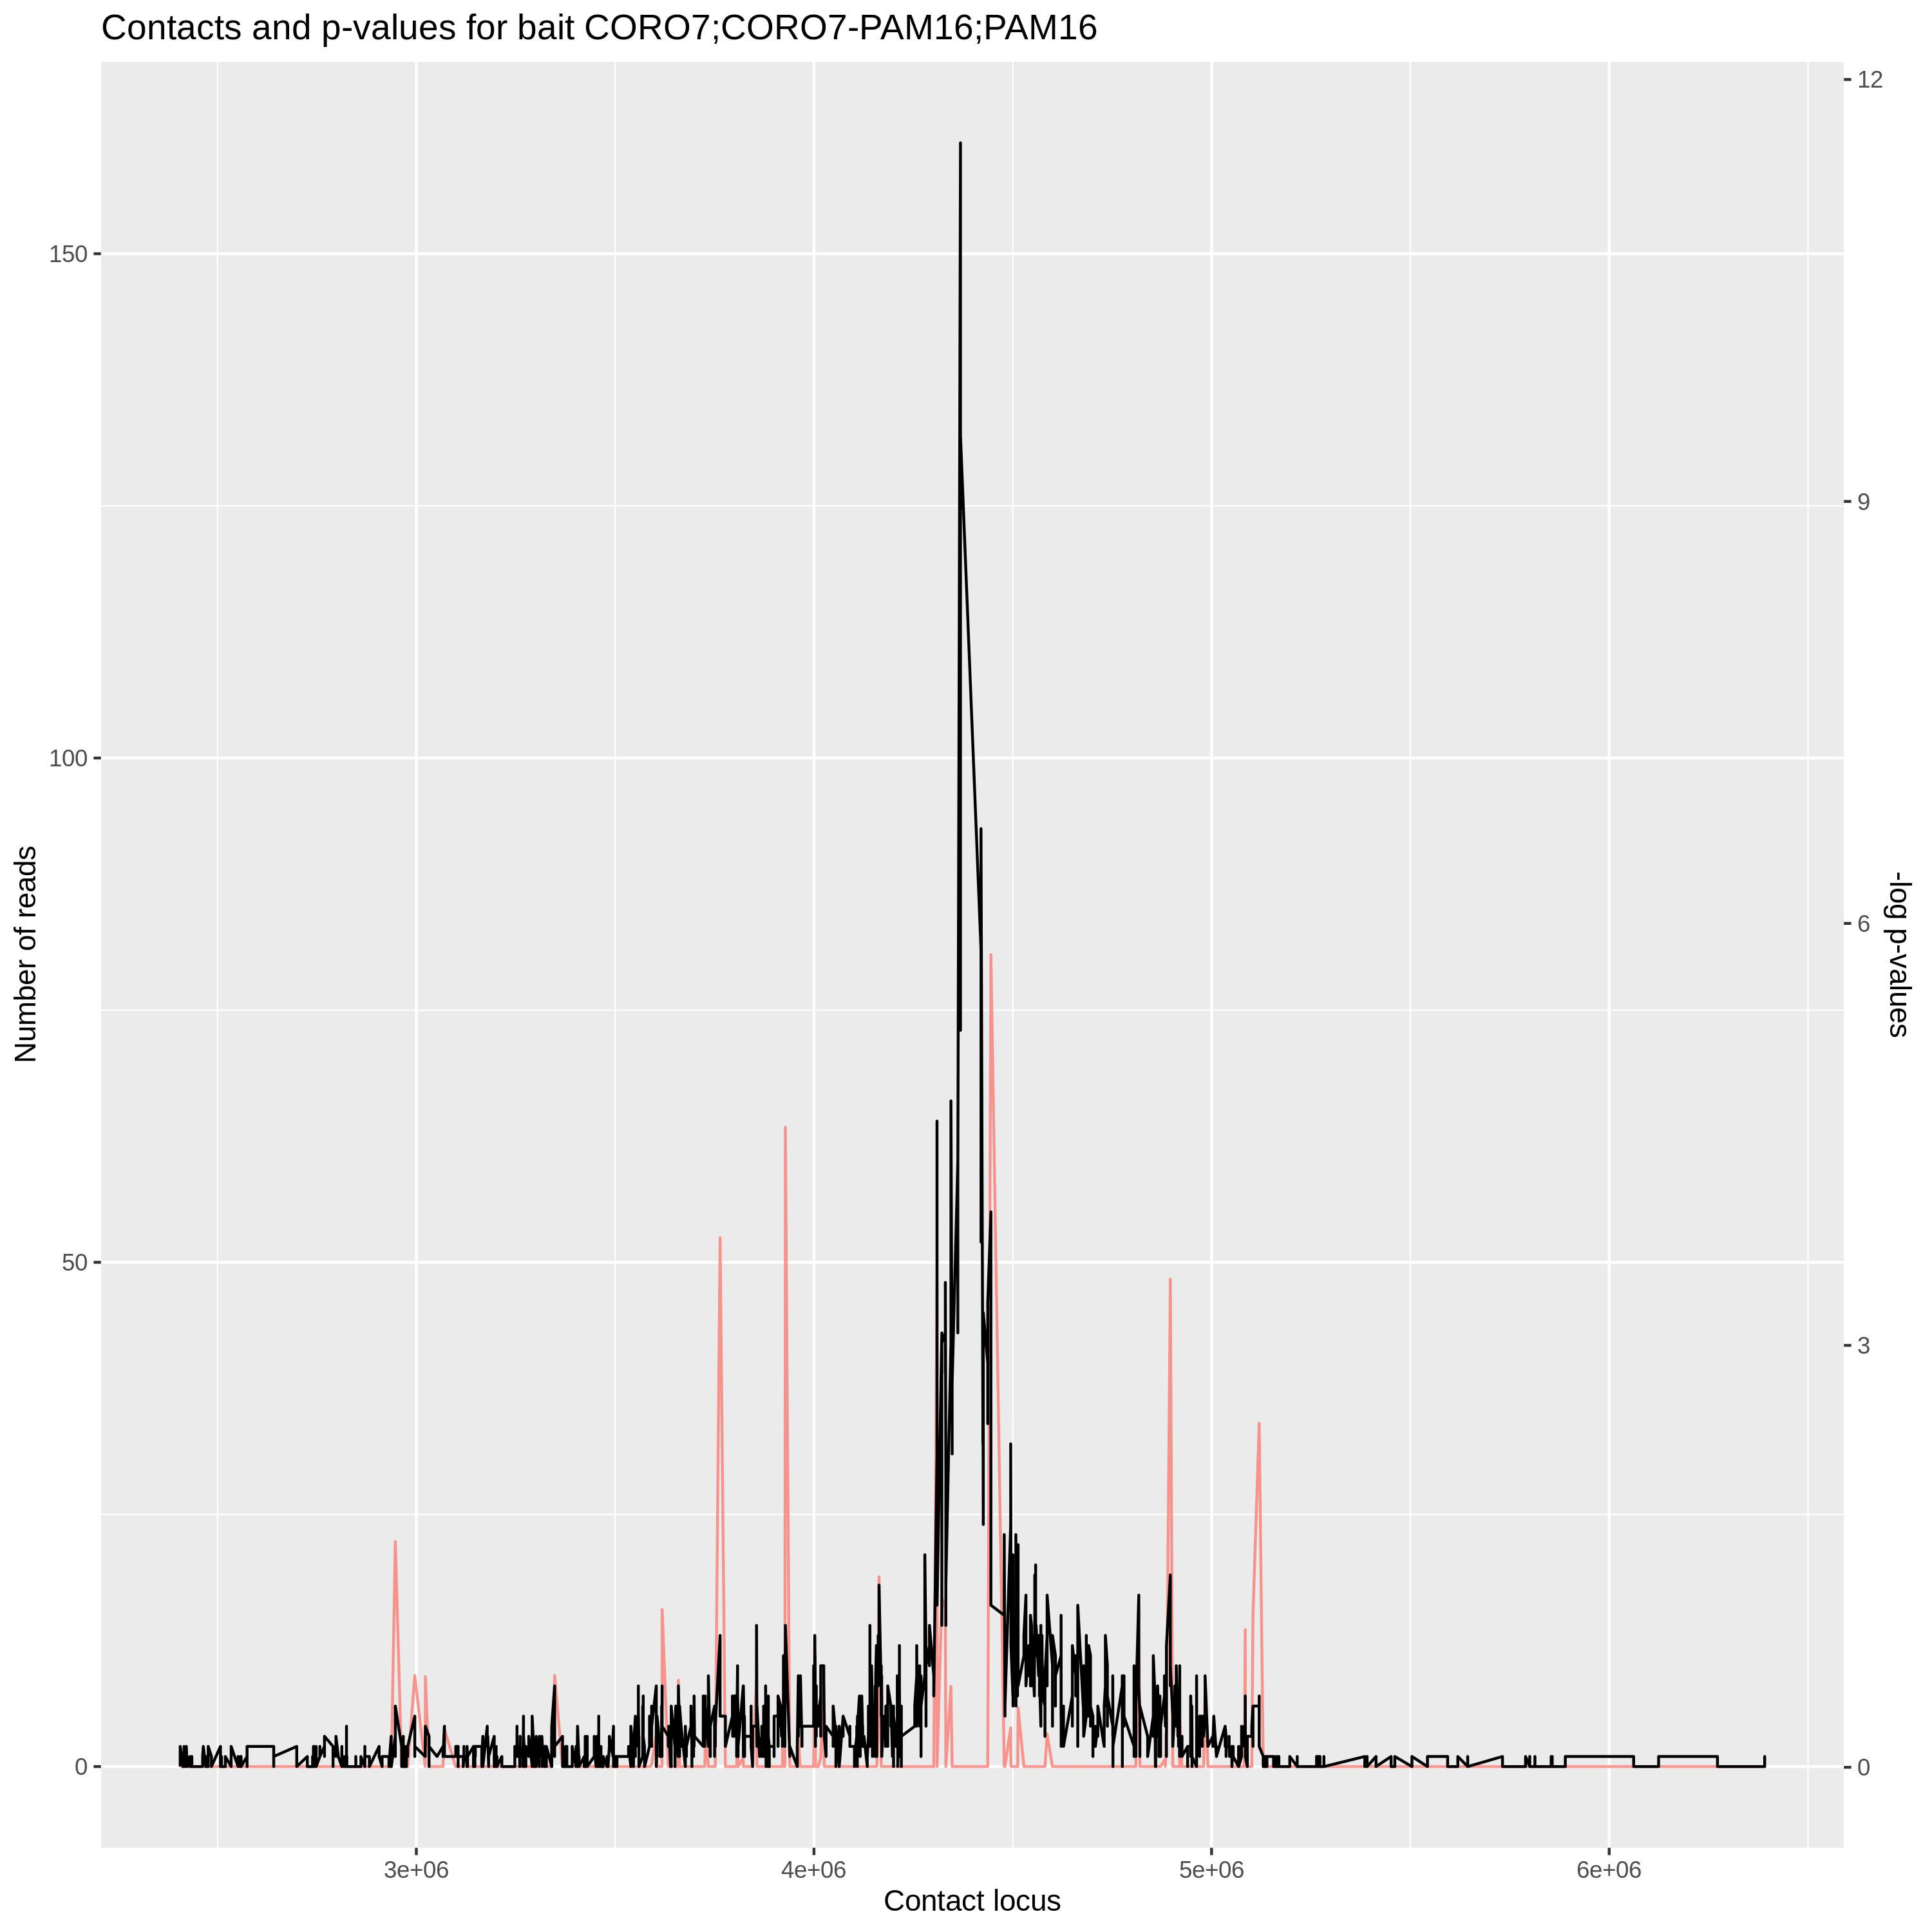 Contacts and p-values for bait CORO7;CORO7-PAM16;PAM16
150
100
50
0
Number of reads
12
9
6
3
0
-log p-values
3e+06 4e+06 5e+06 6e+06
Contact locus